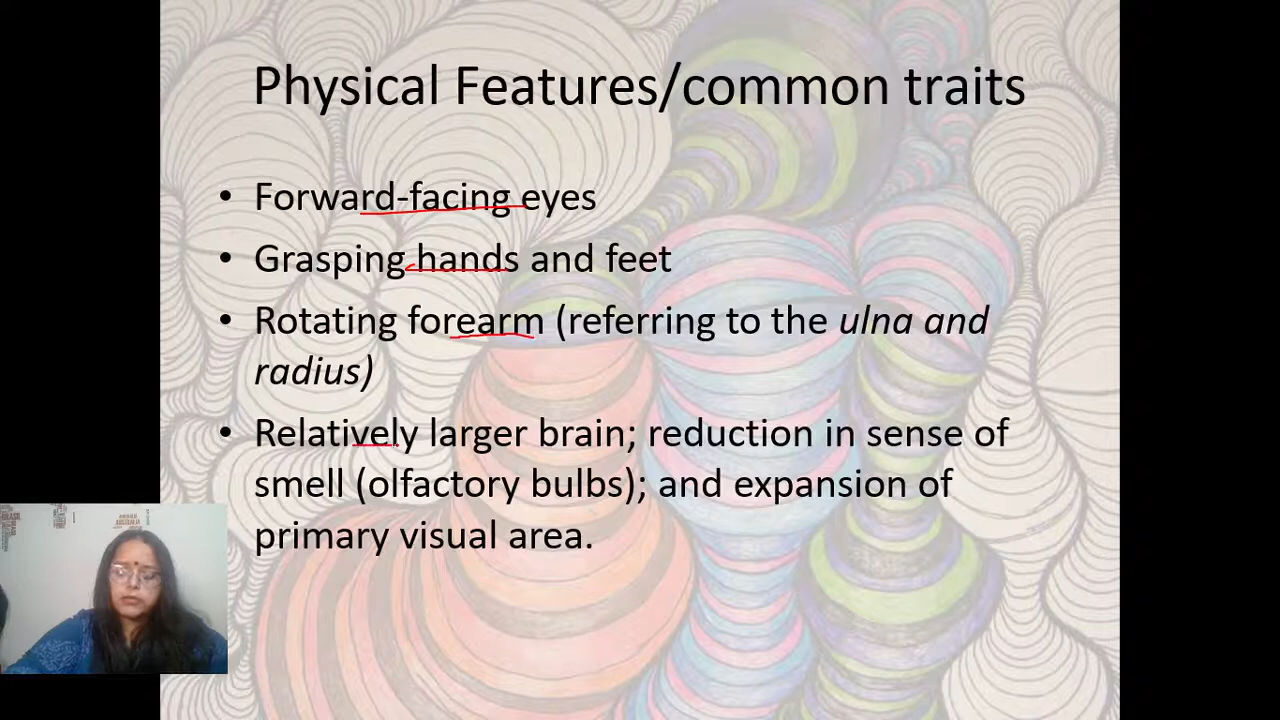 Physical Features/common traits
• Forward-facing eyes
• Grasping hands and feet
• Rotating forearm (referring to the ulna and
radius)
• Relatively larger brain; reduction in sense of
smell (olfactory bulbs); and expansion of
primary visual area.